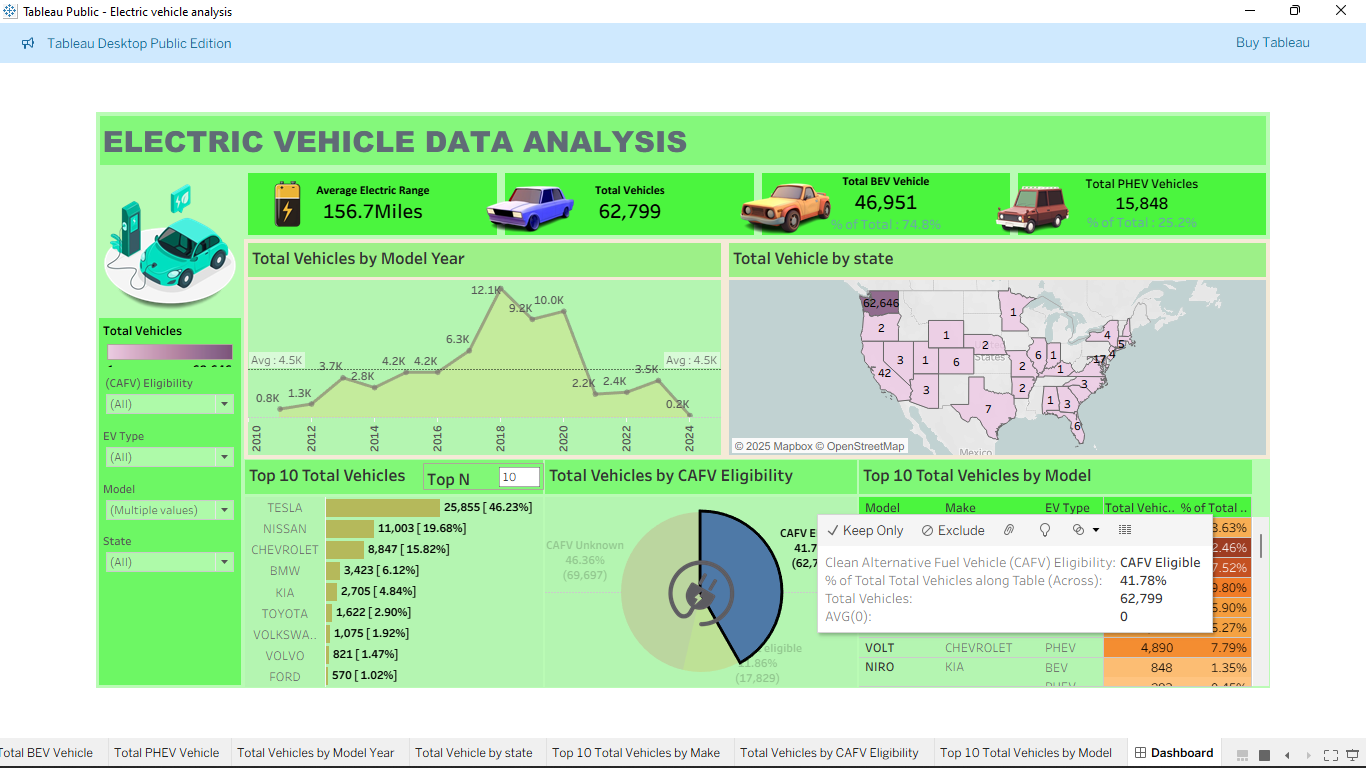 Tableau Public - Electric vehicle analysis
Tableau Desktop Public Edition
Buy Tableau
ELECTRIC VEHICLE DATA ANALYSIS
Average Electric Range
156.7Miles
Total Vehicles
62,799
Total BEV Vehicle
46,951
% of Total : 74.8%
Total PHEV Vehicles
15,848
% of Total : 25.2%
Total Vehicles
(CAFV) Eligibility
(All)
EV Type
(All)
Model
(Multiple values)
State
(All)
Total Vehicles by Model Year
12.1K
10.0K
9.2K
6.3K
Avg : 4.5K
Avg : 4.5K
3.7K
2.8K
4.2K
4.2K
3.5K
2.2K
2.4K
0.8K
1.3K
0.2K
2010
2012
2014
2016
2018
2020
2022
2024
Total Vehicle by state
62,646
1
2
1
4
5
2
States
3
1
6
2
6
1
4
17
1
42
3
2
3
7
1
3
6
© 2025 Mapbox © OpenStreetMap
Mexico
Top 10 Total Vehicles
Top N
10
TESLA 25,855 [ 46.23%]
NISSAN 11,003 [ 19.68%]
CHEVROLET 8,847 [ 15.82%]
BMW 3,423 [ 6.12%]
KIA 2,705 [ 4.84%]
TOYOTA 1,622 [ 2.90%]
VOLKSWA.. 1,075 [ 1.92%]
VOLVO 821 [ 1.47%]
FORD 570 [ 1.02%]
Total Vehicles by CAFV Eligibility
CAFV Unknown
46.36%
(69,697)
CAFV E
41.7
(62,7
eligible
11.86%
(17,829)
Top 10 Total Vehicles by Model
Model Make EV Type Total Vehic.. % of Total ..
3.63%
2.46%
7.52%
9.80%
5.90%
5.27%
VOLT CHEVROLET PHEV 4,890 7.79%
NIRO KIA BEV 848 1.35%
Keep Only
Exclude
Clean Alternative Fuel Vehicle (CAFV) Eligibility: CAFV Eligible
% of Total Total Vehicles along Table (Across): 41.78%
Total Vehicles: 62,799
AVG(0): 0
Total BEV Vehicle
Total PHEV Vehicle
Total Vehicles by Model Year
Total Vehicle by state
Top 10 Total Vehicles by Make
Total Vehicles by CAFV Eligibility
Top 10 Total Vehicles by Model
Dashboard